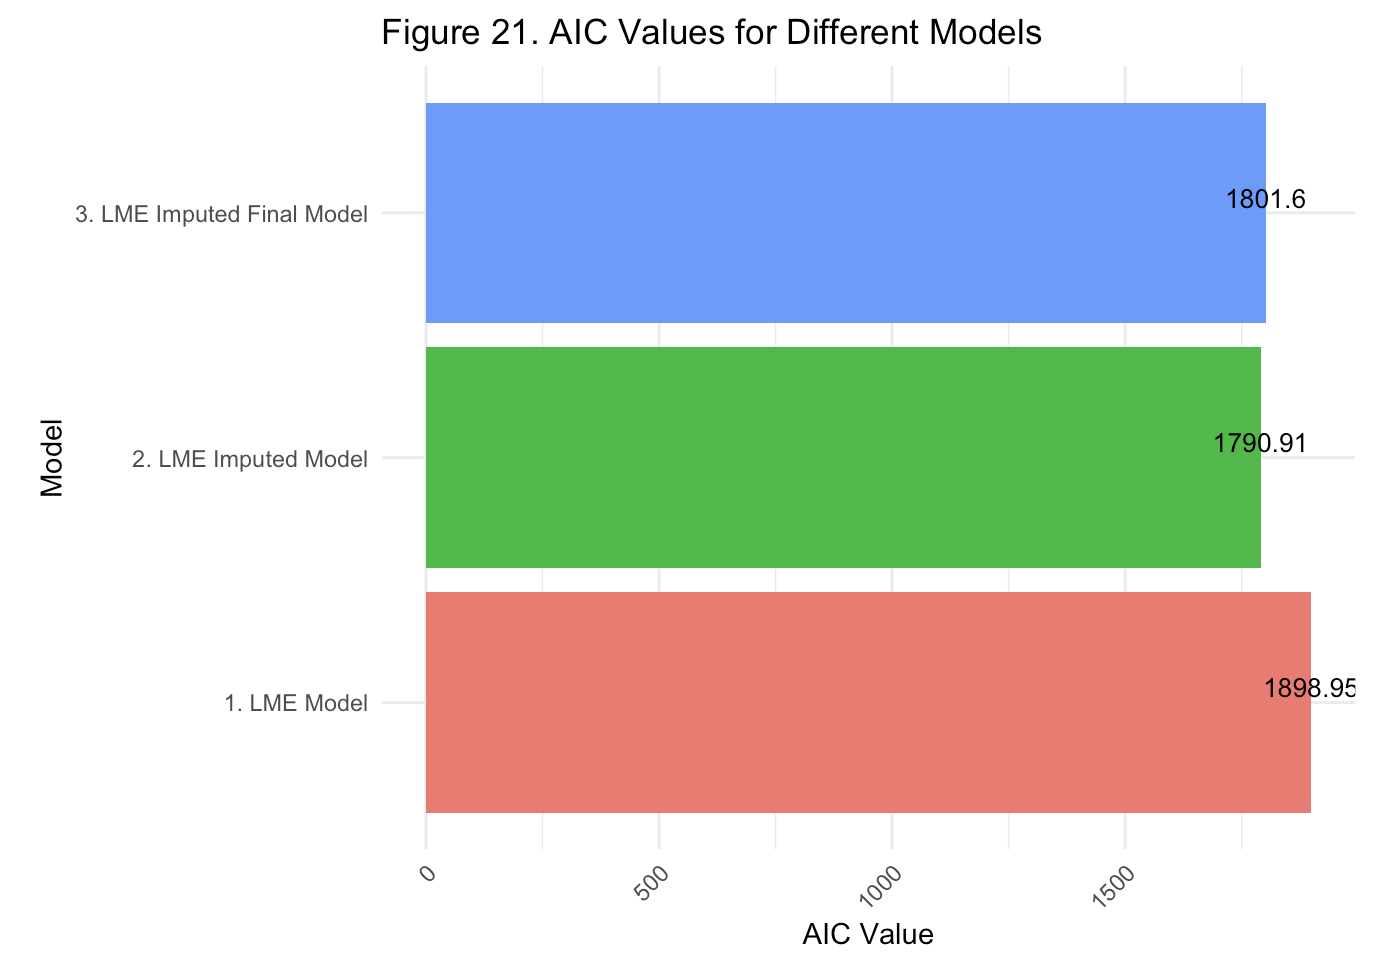 Figure 21. AIC Values for Different Models
3. LME Imputed Final Model
1801.6
2. LME Imputed Model
1790.91
1. LME Model
1898.95
Model
0
500
1000
1500
AIC Value